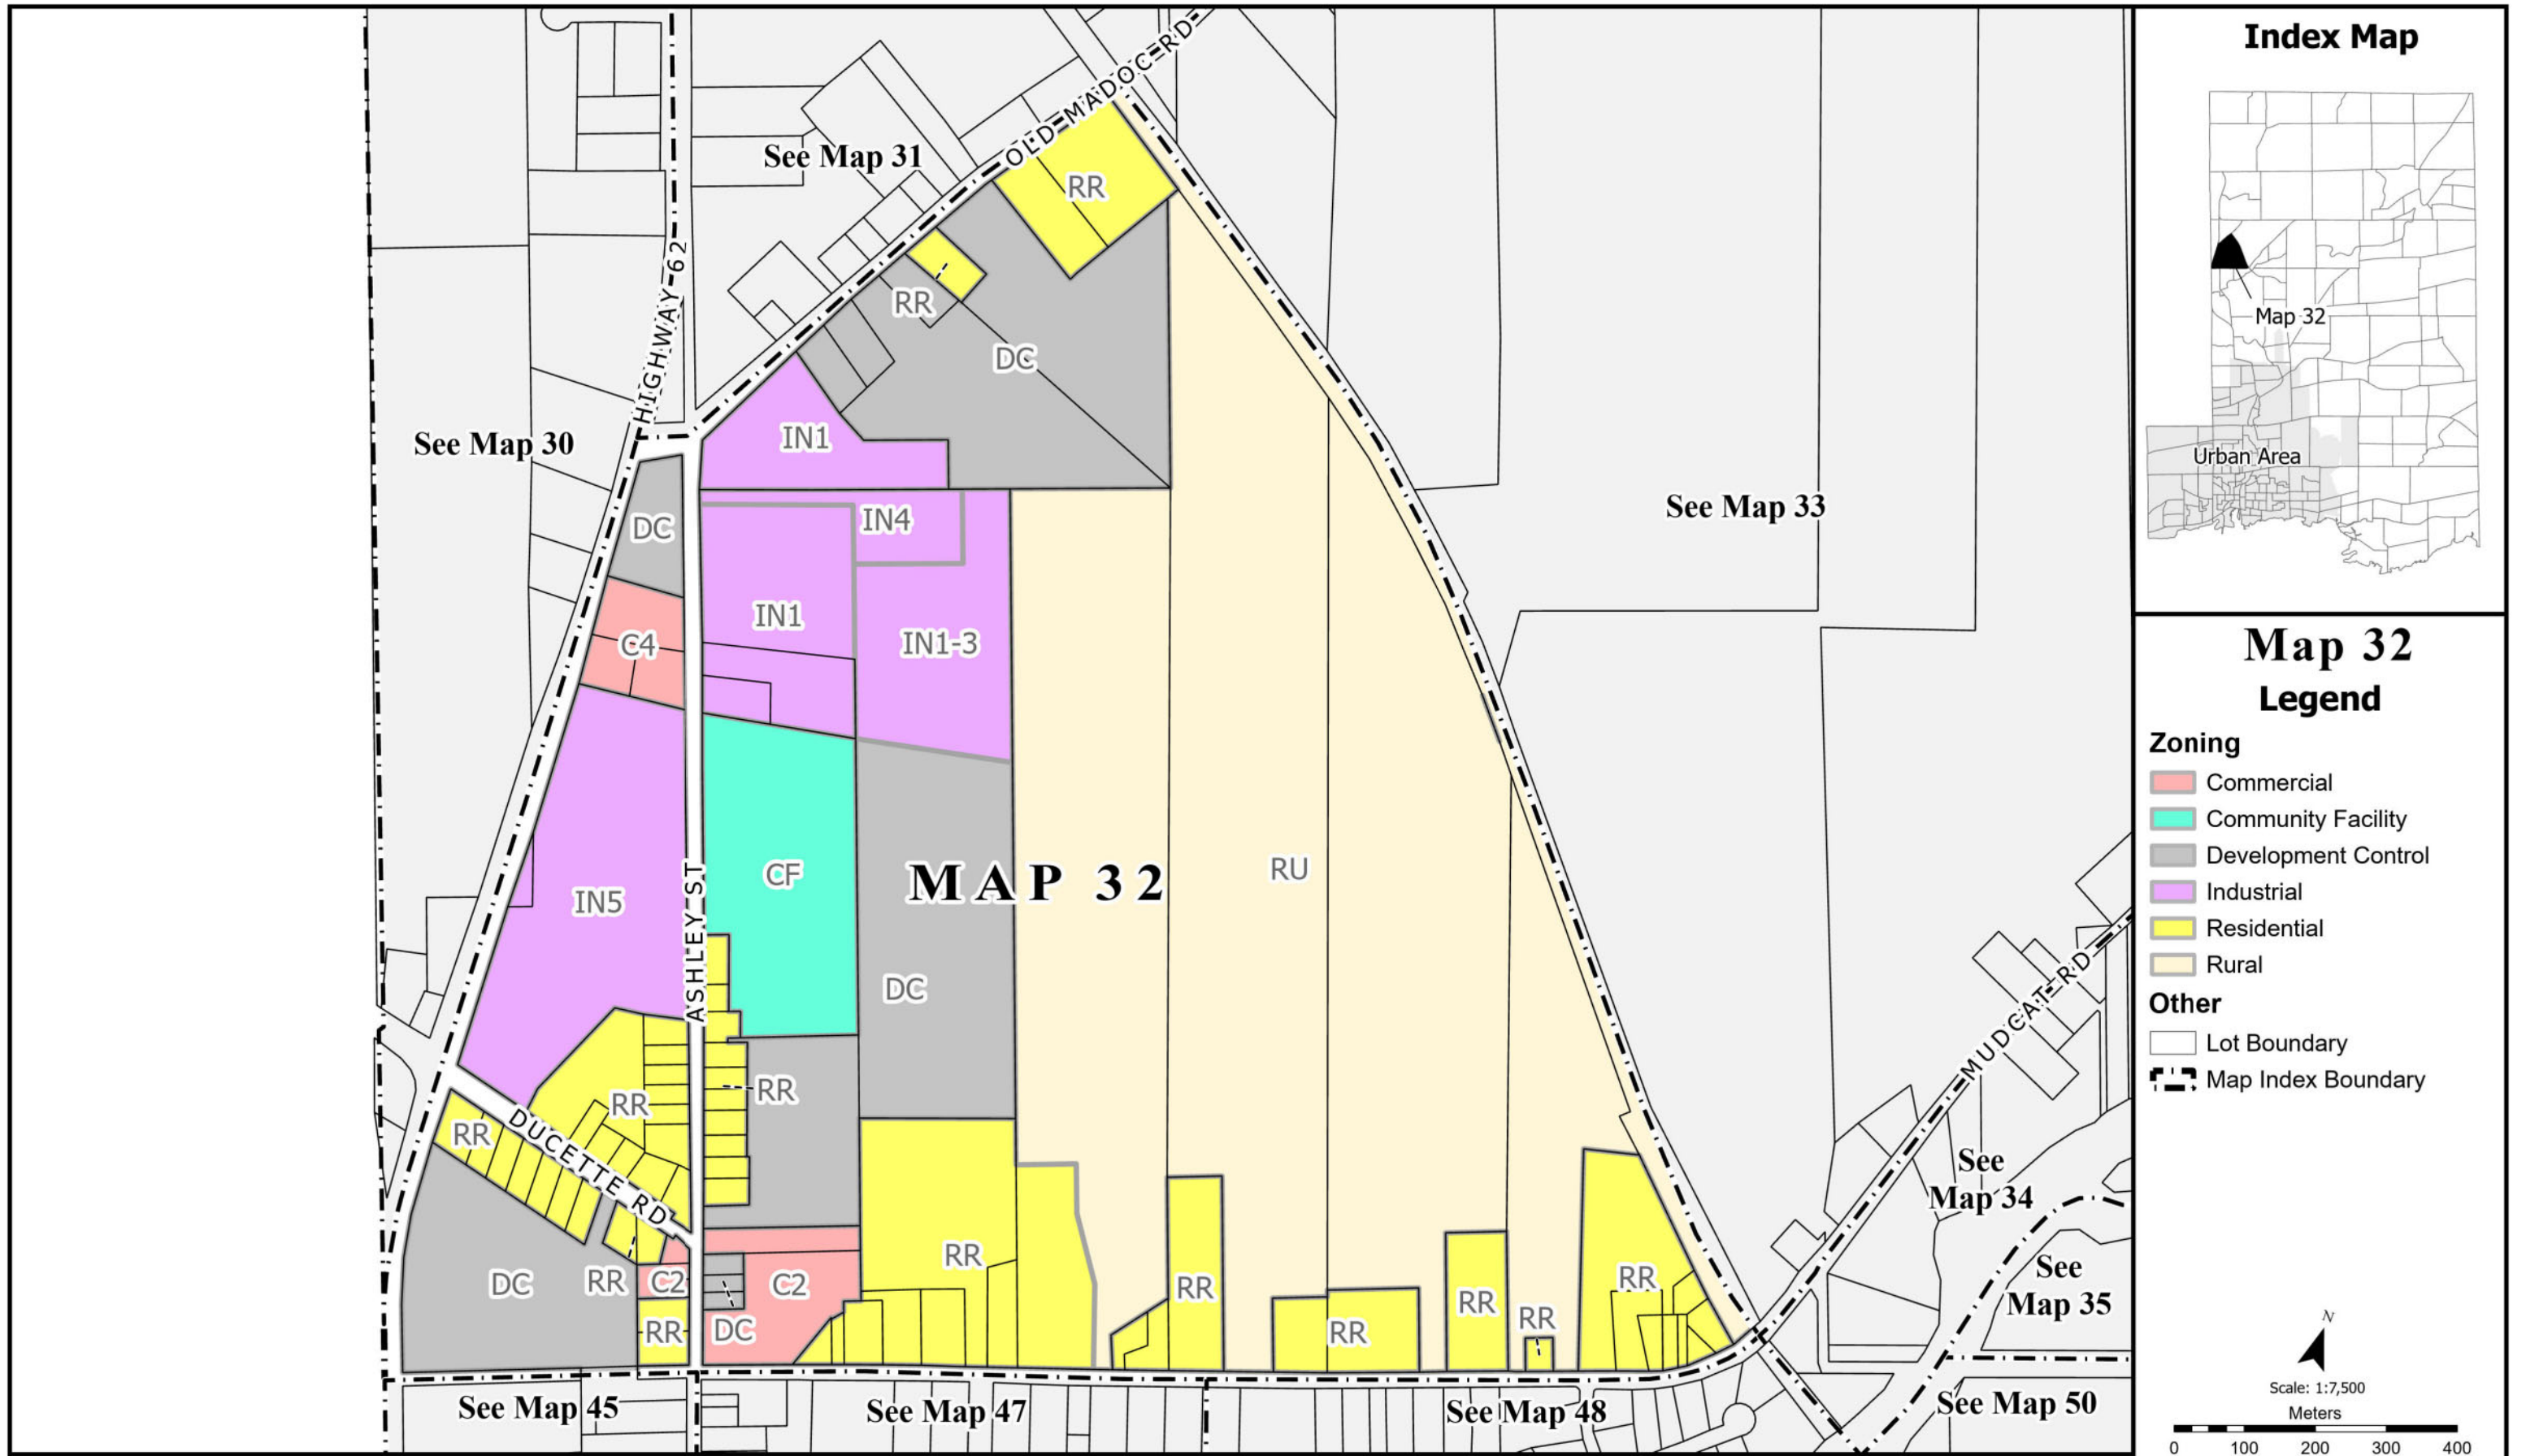 OLD MADOC RD
See Map 31
RR
HIGHWAY 62
RR
DC
See Map 30
IN1
DC
IN4
See Map 33
C4
IN1
IN1-3
ASHLEY ST
CF
MAP 32
RU
IN5
DC
MUDCAT RD
RR
RR
RR
DUCETTE RD
See
Map 34
DC
RR
C2
C2
RR
RR
RR
RR
RR
RR
RR
DC
See
Map 35
See Map 45
See Map 47
See Map 48
See Map 50
Index Map
Map 32
Urban Area
Map 32
Legend
Zoning
Commercial
Community Facility
Development Control
Industrial
Residential
Rural
Other
Lot Boundary
Map Index Boundary
N
Scale: 1:7,500
Meters
0 100 200 300 400